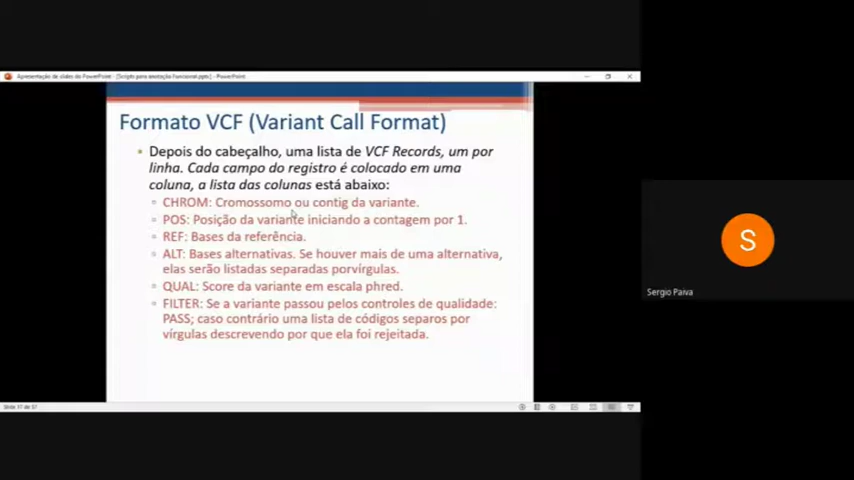 Apresentação de slides do PowerPoint - [Scripts para anotação Funcional.pptx] - PowerPoint
Formato VCF (Variant Call Format)
• Depois do cabeçalho, uma lista de VCF Records, um por
linha. Cada campo do registro é colocado em uma
coluna, a lista das colunas está abaixo:
CHROM: Cromossomo ou contig da variante.
POS: Posição da variante iniciando a contagem por 1.
REF: Bases da referência.
ALT: Bases alternativas. Se houver mais de uma alternativa,
elas serão listadas separadas porvírgulas.
QUAL: Score da variante em escala phred.
FILTER: Se a variante passou pelos controles de qualidade:
PASS; caso contrário uma lista de códigos separos por
vírgulas descrevendo por que ela foi rejeitada.
S
Sergio Paiva